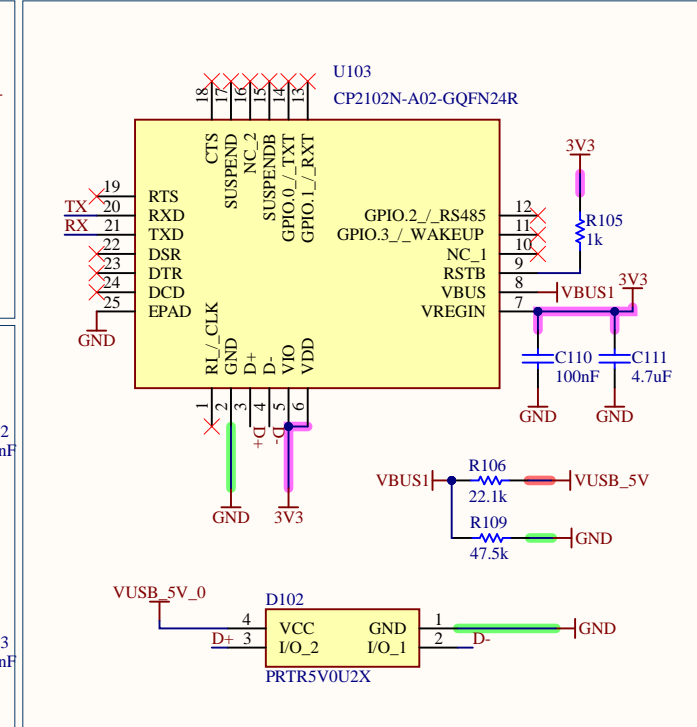 U103
CP2102N-A02-GQFN24R
18
17
16
15
14
13
CTS
SUSPEND
NC_2
SUSPENDB
GPIO.0_/_TXT
GPIO.1_/_RXT
3V3
19
RTS
TX
20
RXD
GPIO.2_/_RS485
12
R105
RX
21
TXD
GPIO.3_/_WAKEUP
11
1k
22
DSR
NC_1
10
23
DTR
RSTB
9
24
DCD
VBUS
8
VBUS1
3V3
25
EPAD
VREGIN
7
GND
RI_/_CLK
GND
D+
D-
VIO
VDD
C110
100nF
C111
4.7uF
1
2
3
4
5
6
GND
GND
D+
D-
2
nF
GND
3V3
R106
VBUS1
VUSB_5V
22.1k
R109
GND
47.5k
VUSB_5V_0
D102
4
VCC
GND
1
GND
D+
3
I/O_2
I/O_1
2
D-
PRTR5V0U2X
3
nF